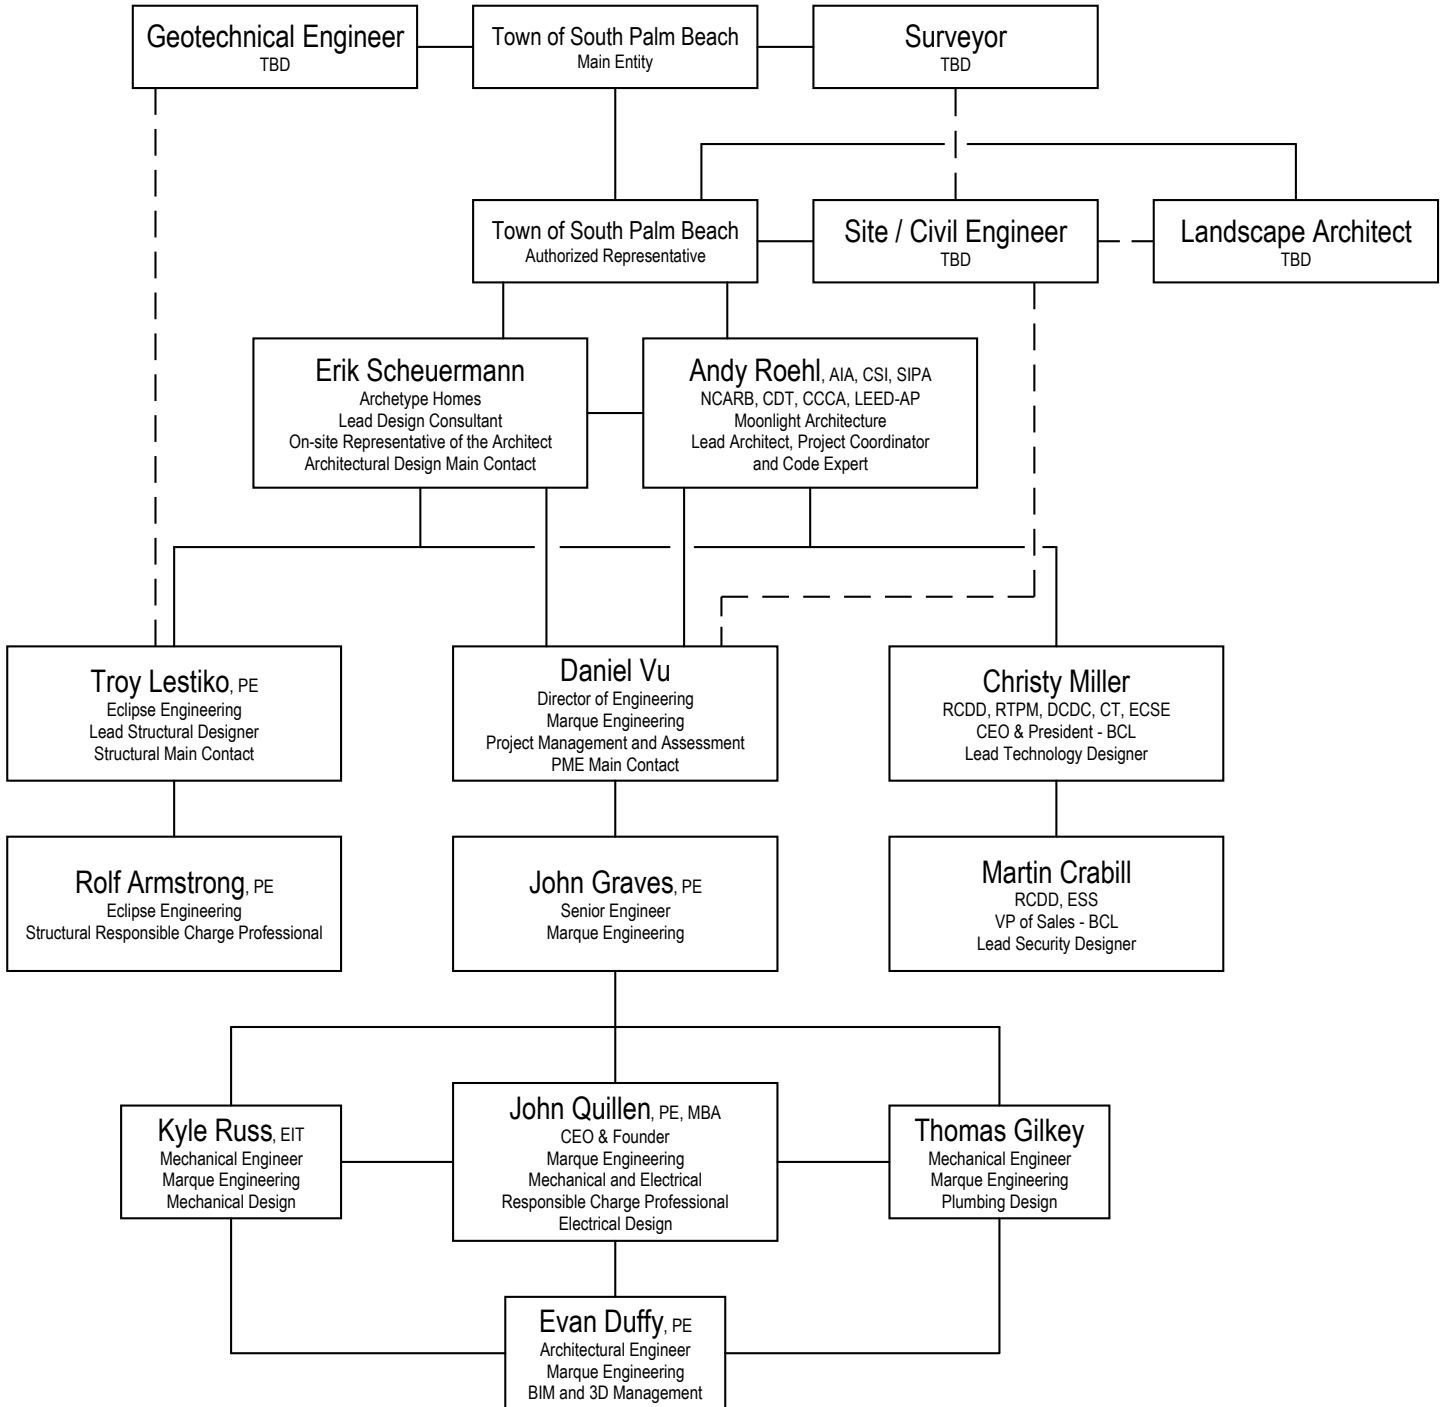 Geotechnical Engineer
TBD
Town of South Palm Beach
Main Entity
Surveyor
TBD
Town of South Palm Beach
Authorized Representative
Site / Civil Engineer
TBD
Landscape Architect
TBD
Erik Scheuermann
Archetype Homes
Lead Design Consultant
On-site Representative of the Architect
Architectural Design Main Contact
Andy Roehl, AIA, CSI, SIPA
NCARB, CDT, CCCA, LEED-AP
Moonlight Architecture
Lead Architect, Project Coordinator
and Code Expert
Troy Lestiko, PE
Eclipse Engineering
Lead Structural Designer
Structural Main Contact
Daniel Vu
Director of Engineering
Marque Engineering
Project Management and Assessment
PME Main Contact
Christy Miller
RCDD, RTPM, DCDC, CT, ECSE
CEO & President - BCL
Lead Technology Designer
Rolf Armstrong, PE
Eclipse Engineering
Structural Responsible Charge Professional
John Graves, PE
Senior Engineer
Marque Engineering
Martin Crabill
RCDD, ESS
VP of Sales - BCL
Lead Security Designer
Kyle Russ, EIT
Mechanical Engineer
Marque Engineering
Mechanical Design
John Quillen, PE, MBA
CEO & Founder
Marque Engineering
Mechanical and Electrical
Responsible Charge Professional
Electrical Design
Thomas Gilkey
Mechanical Engineer
Marque Engineering
Plumbing Design
Evan Duffy, PE
Architectural Engineer
Marque Engineering
BIM and 3D Management